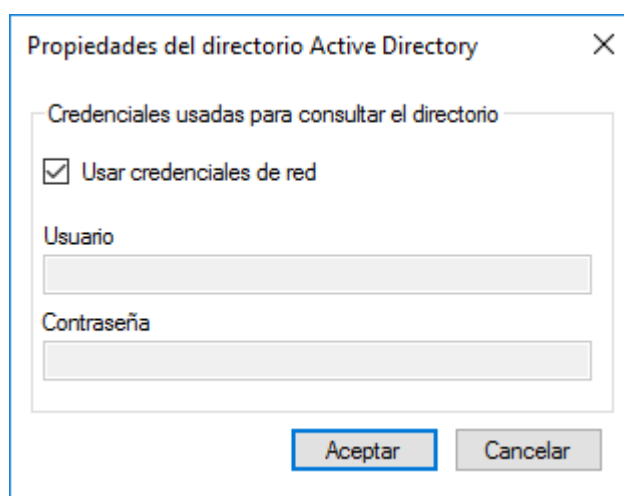 Propiedades del directorio Active Directory
Credenciales usadas para consultar el directorio
Usar credenciales de red
Usuario
Contraseña
Aceptar
Cancelar